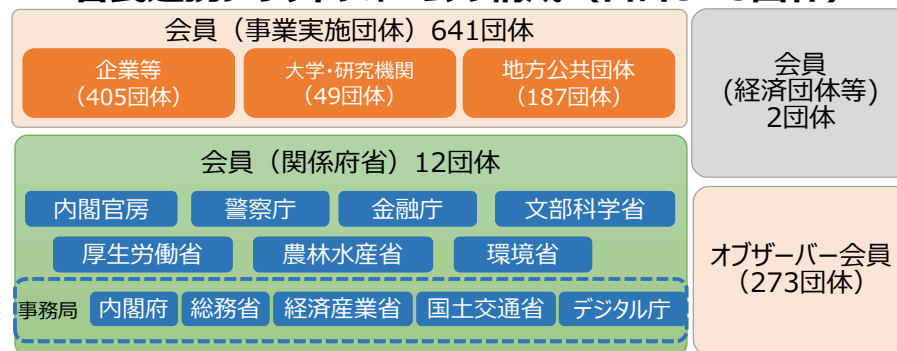 会員（事業実施団体）641団体
企業等
（405団体）
大学・研究機関
（49団体）
地方公共団体
（187団体）
会員
(経済団体等)
2団体
会員（関係府省）12団体
内閣官房
警察庁
金融庁
文部科学省
厚生労働省
農林水産省
環境省
事務局
内閣府
総務省
経済産業省
国土交通省
デジタル庁
オブザーバー会員
（273団体）